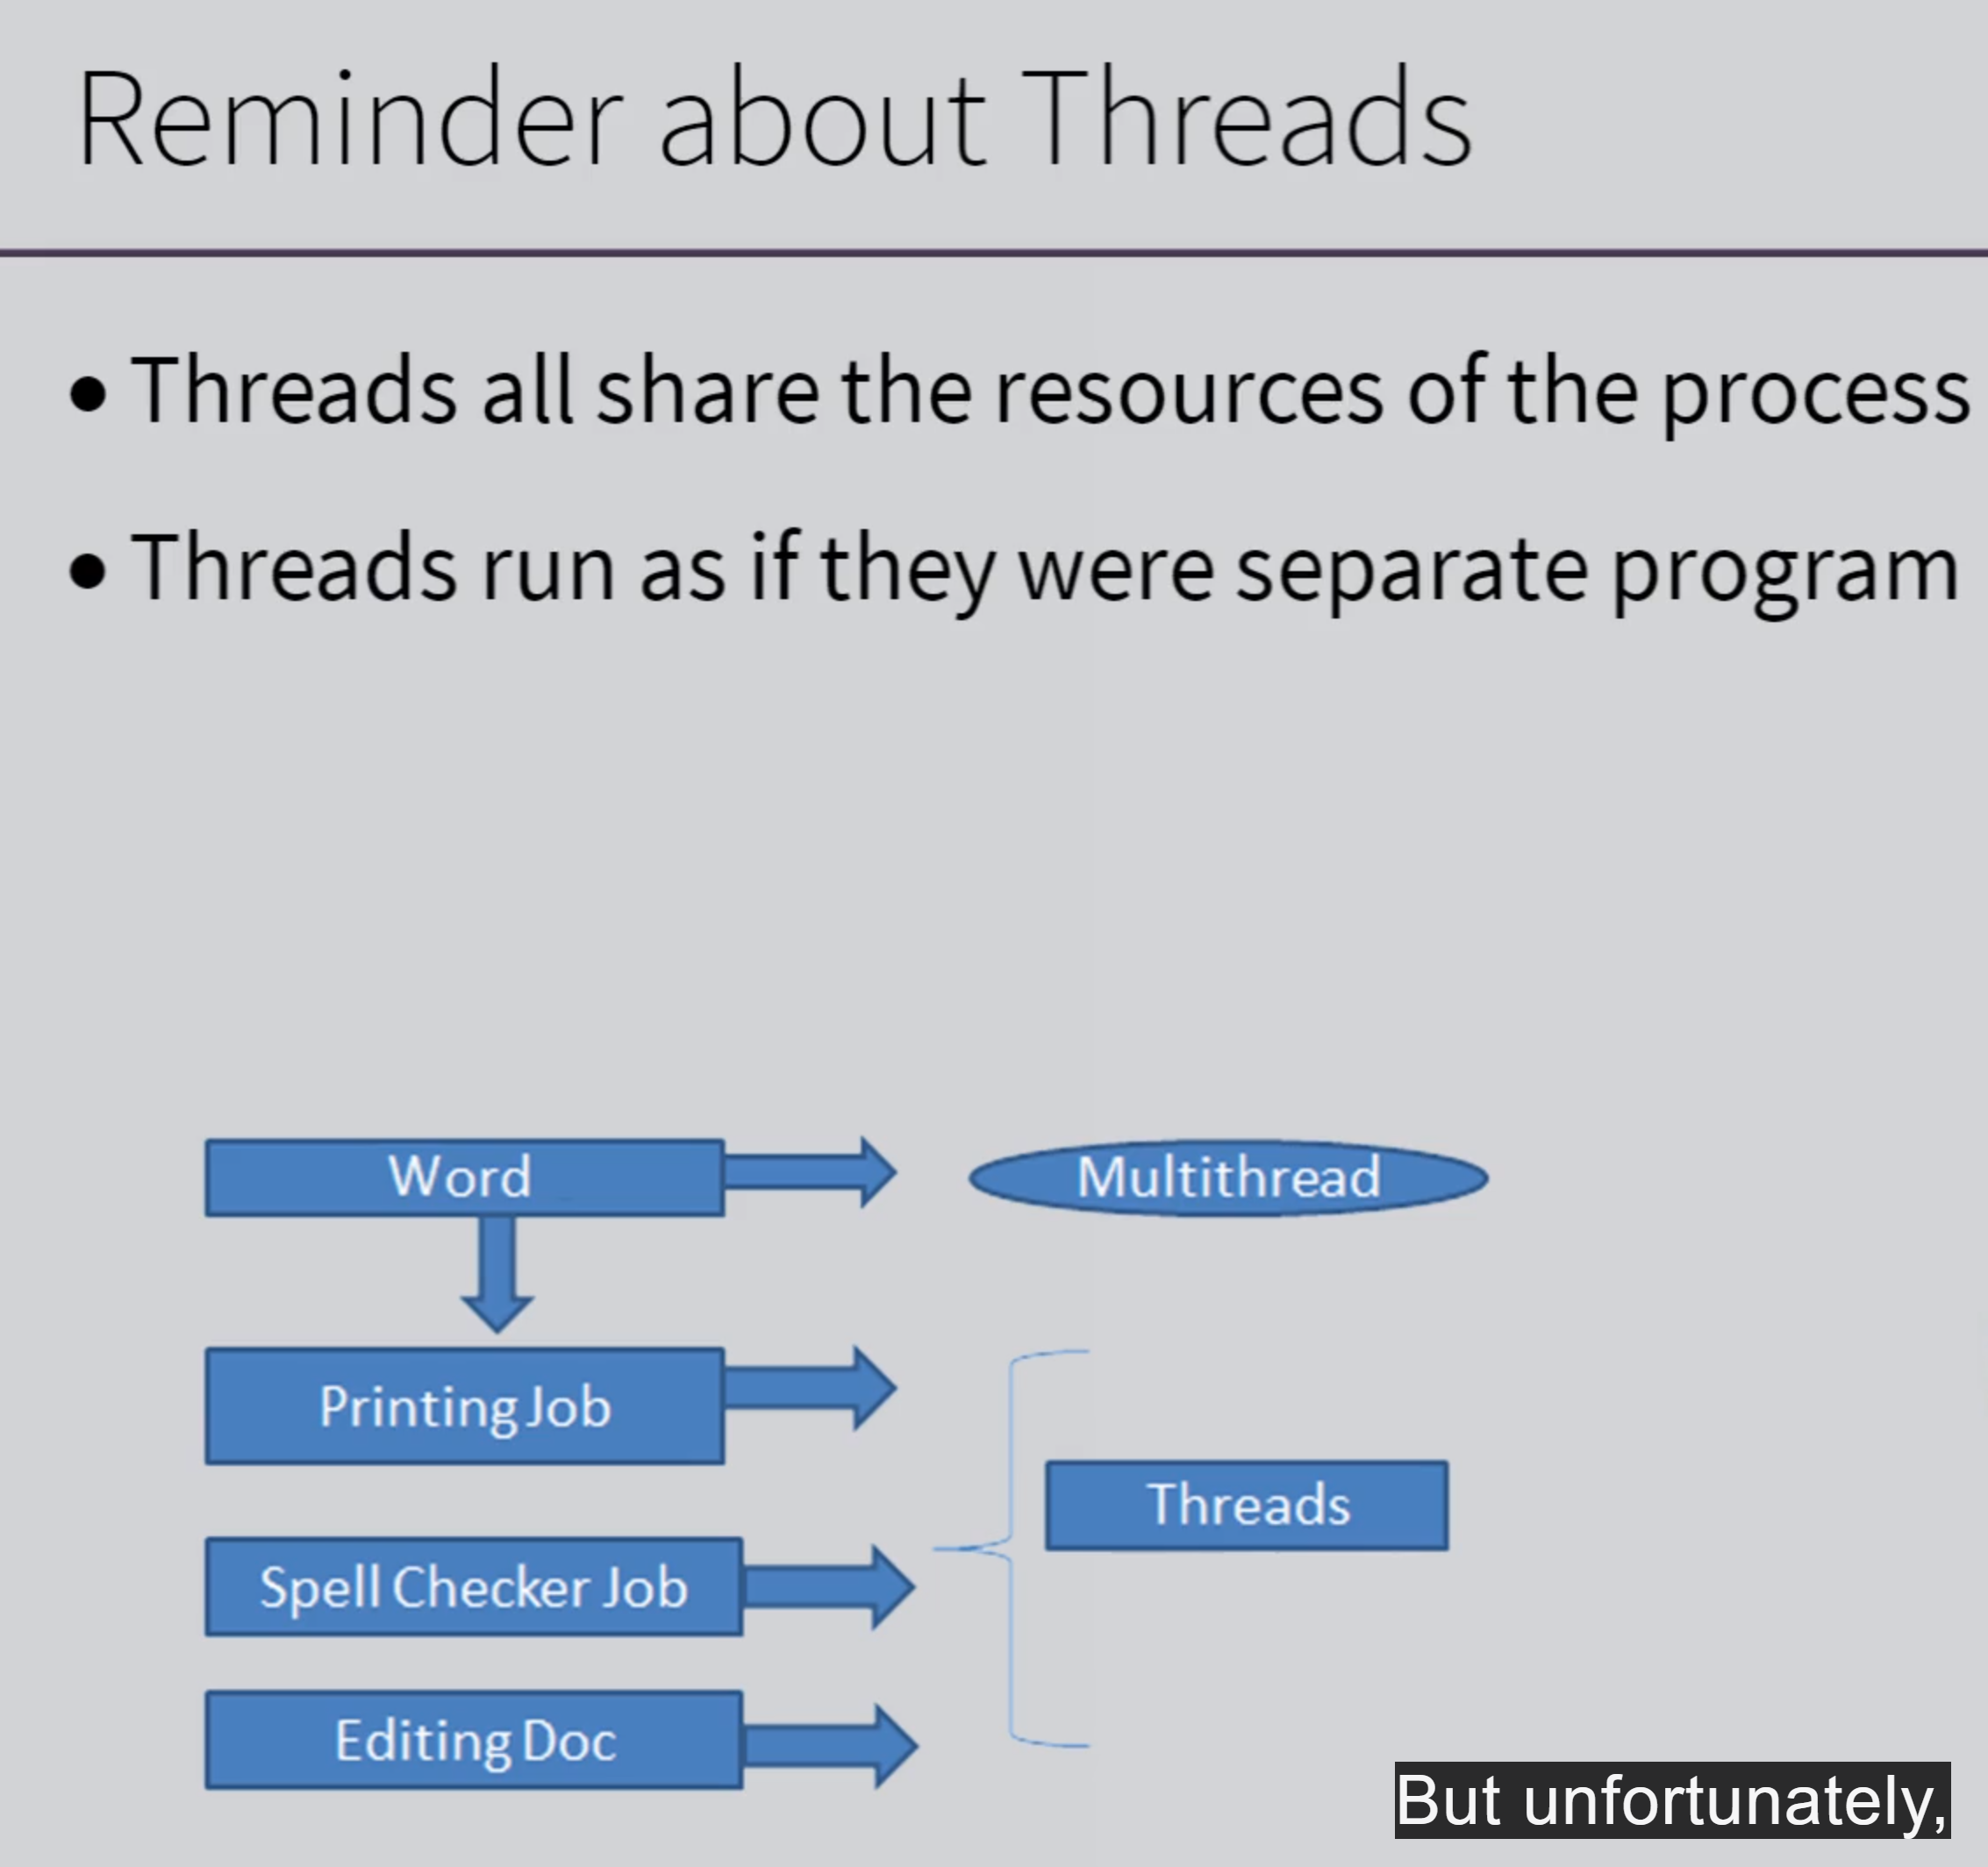 Reminder about Threads
• Threads all share the resources of the process
• Threads run as if they were separate program
Word
Multithread
Printing Job
Threads
Spell Checker Job
Editing Doc
But unfortunately,